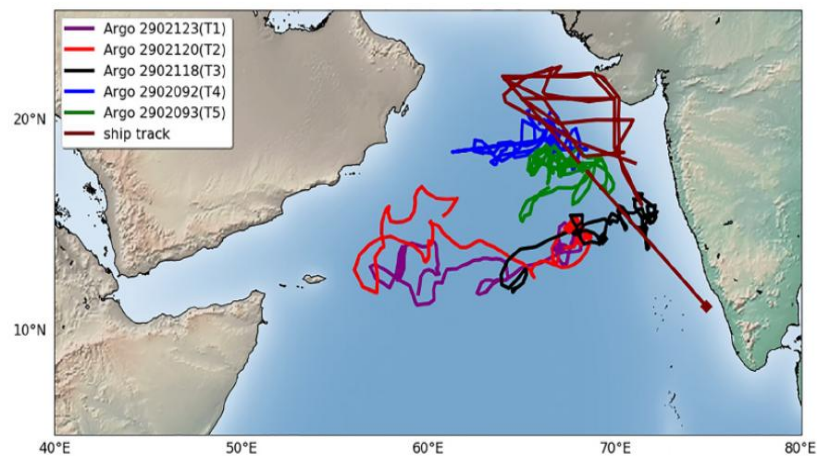 Argo 2902123(T1)
Argo 2902120(T2)
Argo 2902118(T3)
Argo 2902092(T4)
Argo 2902093(T5)
ship track
20°N
10°N
40°E
50°E
60°E
70°E
80°E